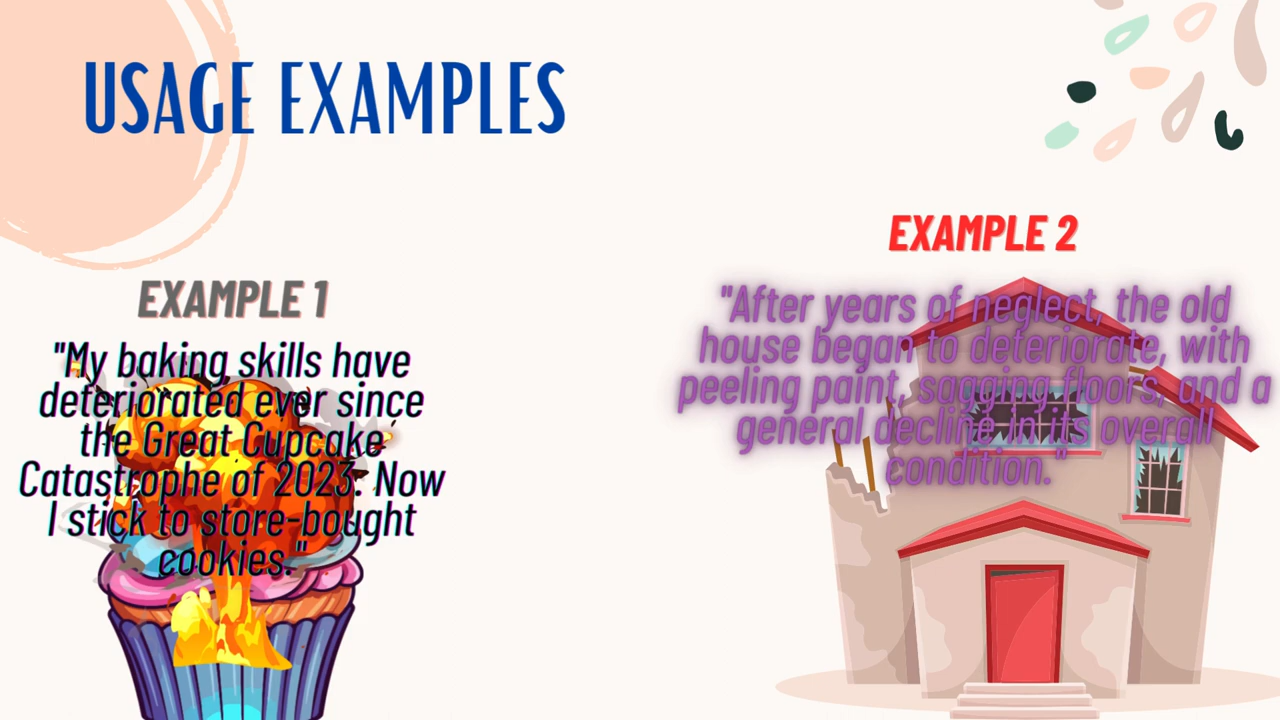 USAGE EXAMPLES
EXAMPLE 1
"My baking skills have
deteriorated ever since
the Great Cupcake
Catastrophe of 2023. Now
I stick to store-bought
cookies."
EXAMPLE 2
"After years of neglect, the old
house began to deteriorate, with
peeling paint, sagging floors, and a
general decline in its overall
condition."